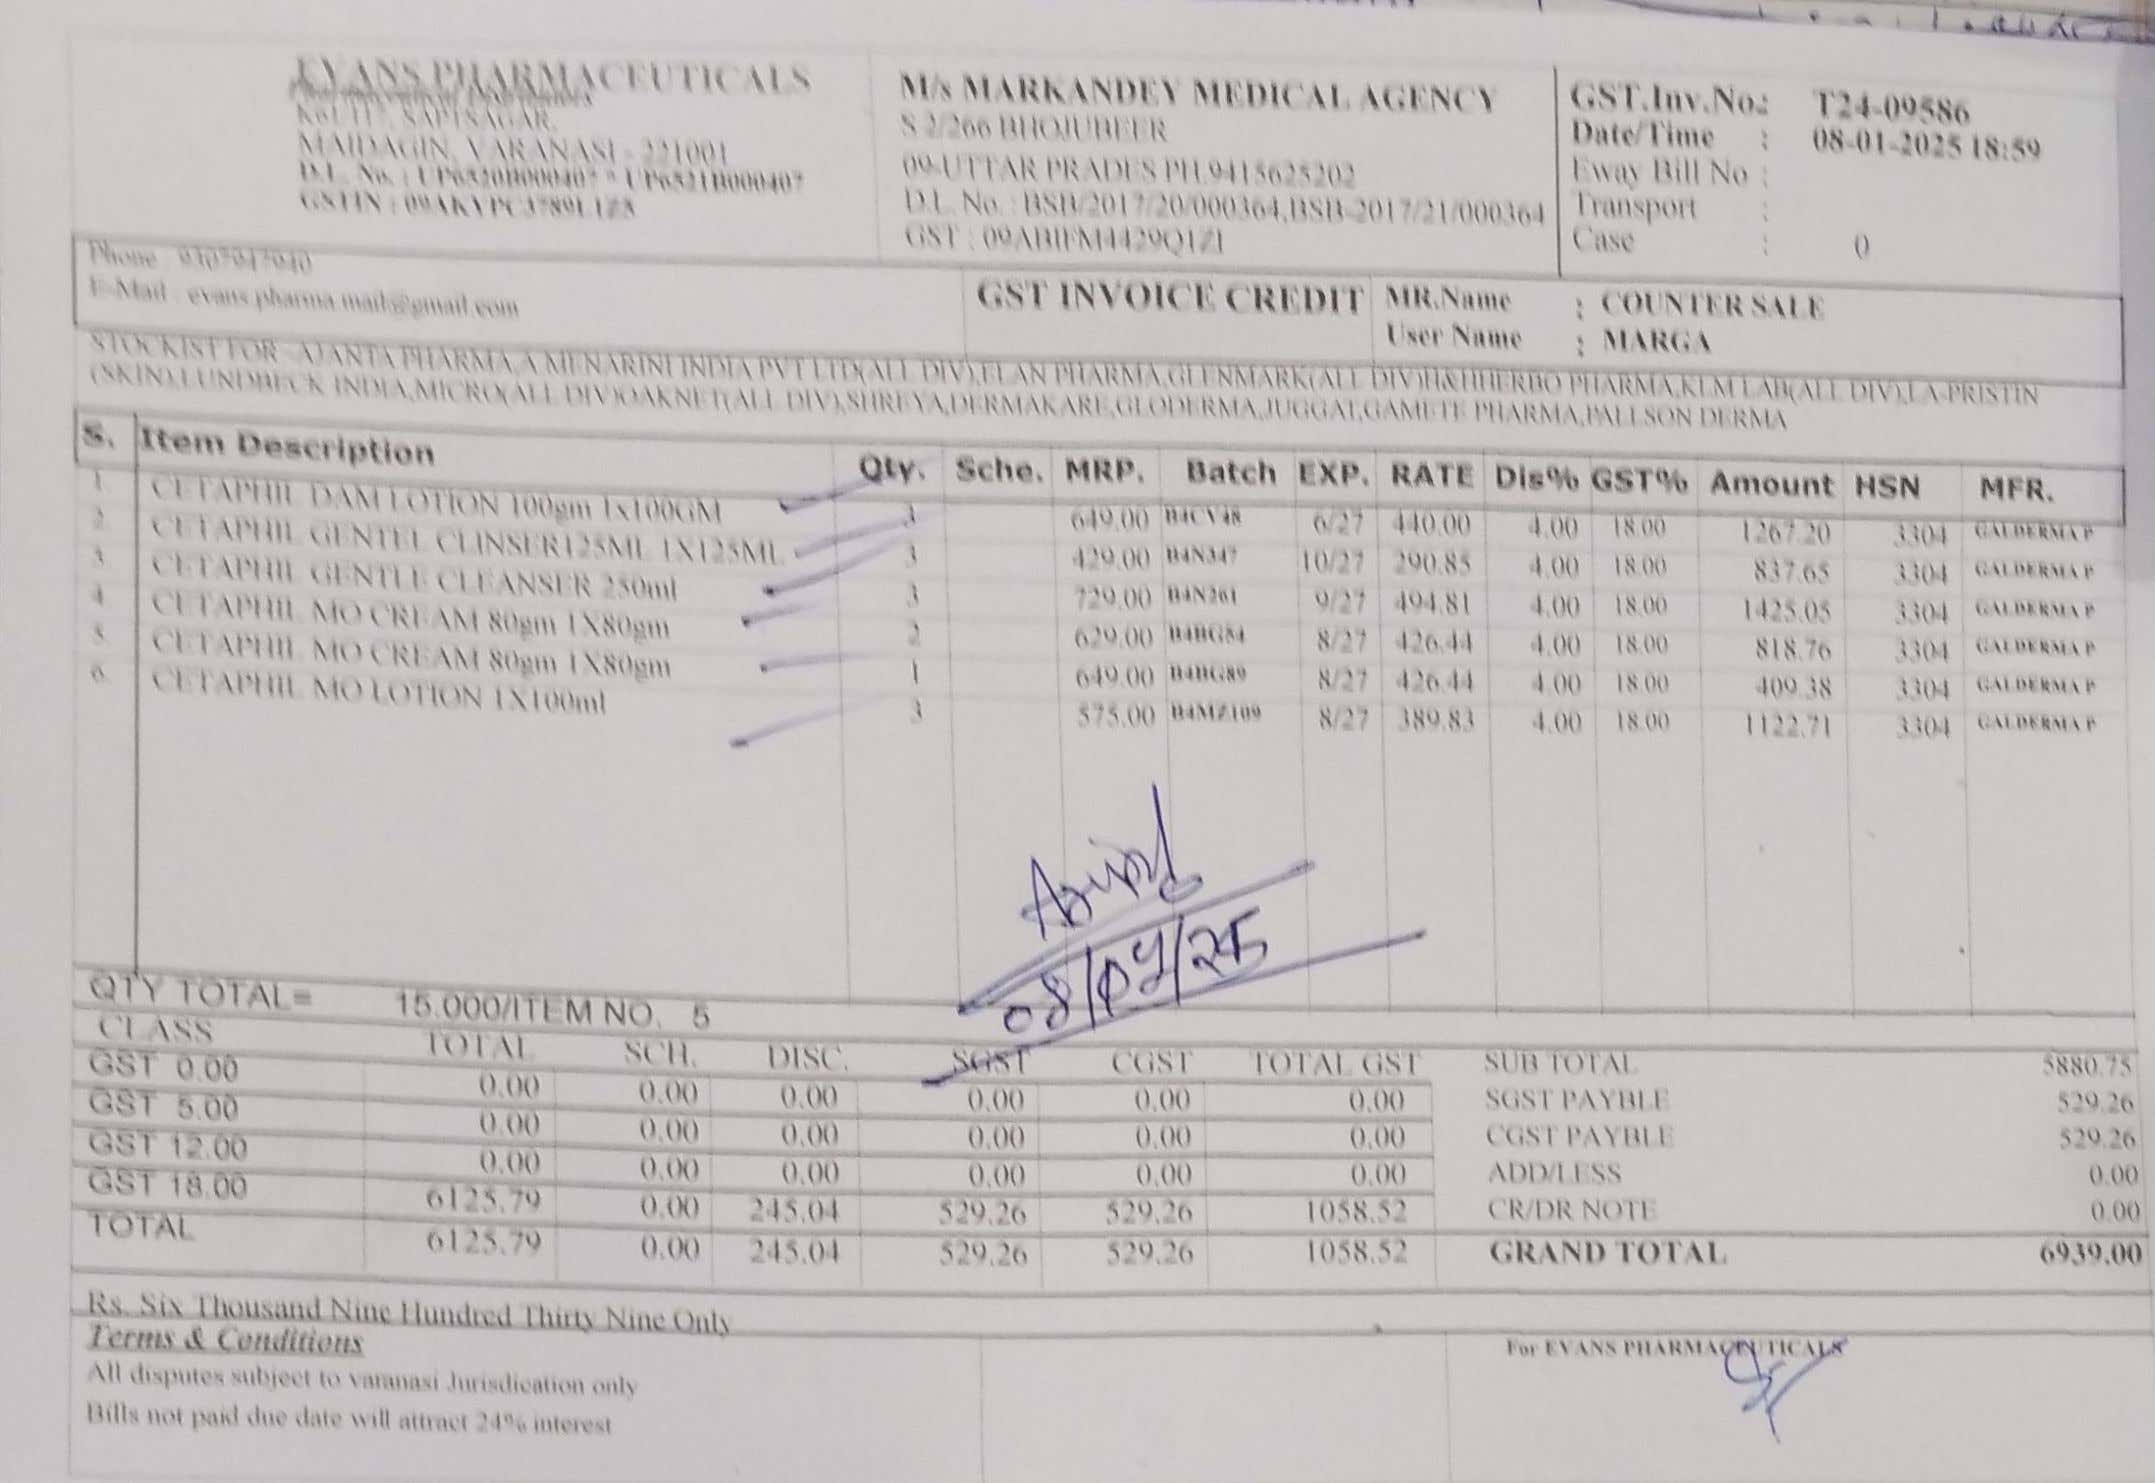 EVANS PHARMACEUTICALS
SAPTSAGAR,
MAIDAGIN, VARANASI - 221001
D.L. No. : UP6520B000407 * UP6521B000407
GSTIN :
Phone :
E-Mail : evans.pharma.mail@gmail.com
M/s MARKANDEY MEDICAL AGENCY
S 2/266 BHOJUBEER
09-UTTAR PRADES PH.9415625202
D.L. No. : BSB/2017/20/000364,BSB-2017/21/000364
GST : 09ABIFM4429Q1ZI
GST.Inv.No.: T24-09586
Date/Time : 08-01-2025 18:59
Eway Bill No :
Transport :
Case : 0
GST INVOICE CREDIT
MR.Name : COUNTER SALE
User Name : MARGA
STOCKIST FOR AJANTA PHARMA,A MENARINI INDIA PVT LTD(ALL DIV),ELAN PHARMA,GLENMARK(ALL DIV)H&HHERBO PHARMA,KLM LAB(ALL DIV),LA-PRISTIN
(SKIN),LUNDBECK INDIA,MICRO(ALL DIV)OAKNET(ALL DIV),SHREYA,DERMAKARE,GLODERMA,JUGGAT,GAMETE PHARMA,PALLSON DERMA
S. Item Description Qty. Sche. MRP. Batch EXP. RATE Dis% GST% Amount HSN MFR.
1 CETAPHIL DAM LOTION 100gm 1x100GM 3 649.00 B4CY48 6/27 440.00 4.00 18.00 1267.20 3304 GALDERMA P
2 CETAPHIL GENTEL CLINSER125ML 1X125ML 3 429.00 B4N347 10/27 290.85 4.00 18.00 837.65 3304 GALDERMA P
3 CETAPHIL GENTLE CLEANSER 250ml 3 729.00 B4N261 9/27 494.81 4.00 18.00 1425.05 3304 GALDERMA P
4 CETAPHIL MO CREAM 80gm 1X80gm 2 629.00 B4BG84 8/27 426.44 4.00 18.00 818.76 3304 GALDERMA P
5 CETAPHIL MO CREAM 80gm 1X80gm 1 649.00 B4BG89 8/27 426.44 4.00 18.00 409.38 3304 GALDERMA P
6 CETAPHIL MO LOTION 1X100ml 3 575.00 B4MZ109 8/27 389.83 4.00 18.00 1122.71 3304 GALDERMA P
QTY TOTAL= 15.000/ITEM NO. 5
CLASS TOTAL SCH. DISC. SGST CGST TOTAL GST
GST 0.00 0.00 0.00 0.00 0.00 0.00 0.00
GST 5.00 0.00 0.00 0.00 0.00 0.00 0.00
GST 12.00 0.00 0.00 0.00 0.00 0.00 0.00
GST 18.00 6125.79 0.00 245.04 529.26 529.26 1058.52
TOTAL 6125.79 0.00 245.04 529.26 529.26 1058.52
SUB TOTAL 5880.75
SGST PAYBLE 529.26
CGST PAYBLE 529.26
ADD/LESS 0.00
CR/DR NOTE 0.00
GRAND TOTAL 6939.00
Rs. Six Thousand Nine Hundred Thirty Nine Only
Terms & Conditions
All disputes subject to varanasi Jurisdication only
Bills not paid due date will attract 24% interest
For EVANS PHARMACEUTICALS